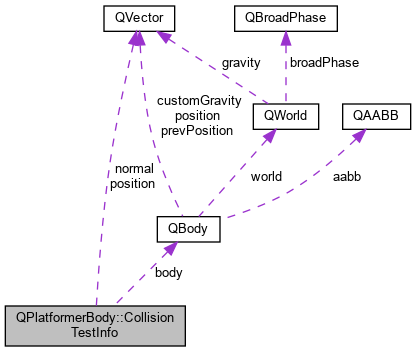 QVector
QBroadPhase
gravity
broadPhase
customGravity
position
prevPosition
QWorld
QAABB
normal
position
world
aabb
QBody
body
QPlatformerBody::Collision
TestInfo